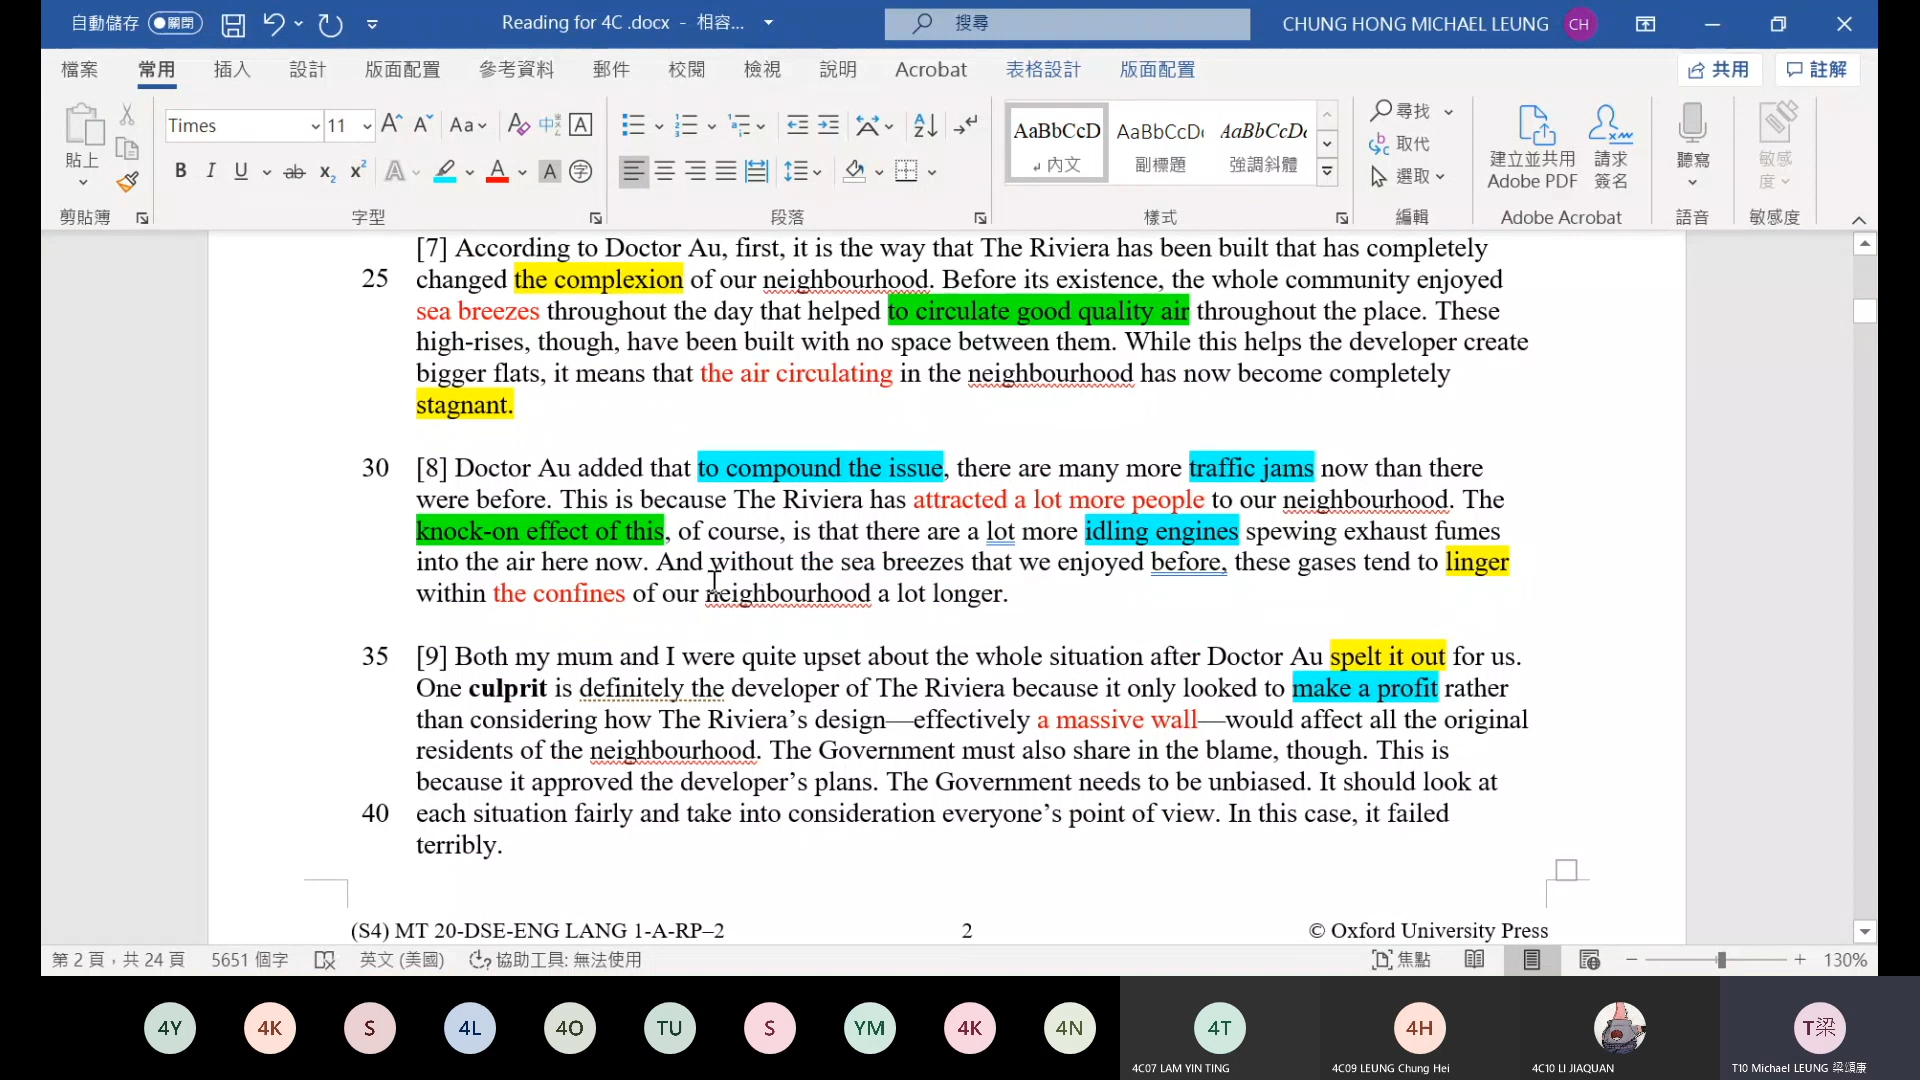 自動儲存 關閉 Reading for 4C .docx - 相容... 搜尋 CHUNG HONG MICHAEL LEUNG CH
檔案 常用 插入 設計 版面配置 參考資料 郵件 校閱 檢視 說明 Acrobat 表格設計 版面配置 共用 註解
Times 11 AaBbCcD AaBbCcD AaBbCcD 尋找
貼上 內文 副標題 強調斜體 取代
選取
建立並共用 Adobe PDF 請求 簽名 聽寫 敏感度
剪貼簿 字型 段落 樣式 編輯 Adobe Acrobat 語音 敏感度
[7] According to Doctor Au, first, it is the way that The Riviera has been built that has completely
25 changed the complexion of our neighbourhood. Before its existence, the whole community enjoyed
sea breezes throughout the day that helped to circulate good quality air throughout the place. These
high-rises, though, have been built with no space between them. While this helps the developer create
bigger flats, it means that the air circulating in the neighbourhood has now become completely
stagnant.
30 [8] Doctor Au added that to compound the issue, there are many more traffic jams now than there
were before. This is because The Riviera has attracted a lot more people to our neighbourhood. The
knock-on effect of this, of course, is that there are a lot more idling engines spewing exhaust fumes
into the air here now. And without the sea breezes that we enjoyed before, these gases tend to linger
within the confines of our neighbourhood a lot longer.
35 [9] Both my mum and I were quite upset about the whole situation after Doctor Au spelt it out for us.
One culprit is definitely the developer of The Riviera because it only looked to make a profit rather
than considering how The Riviera’s design—effectively a massive wall—would affect all the original
residents of the neighbourhood. The Government must also share in the blame, though. This is
because it approved the developer’s plans. The Government needs to be unbiased. It should look at
40 each situation fairly and take into consideration everyone’s point of view. In this case, it failed
terribly.
(S4) MT 20-DSE-ENG LANG 1-A-RP–2 2 © Oxford University Press
第 2 頁，共 24 頁 5651 個字 英文 (美國) 協助工具: 無法使用 焦點 130%
4Y 4K S 4L 4O TU S YM 4K 4N 4T 4H T梁
4C07 LAM YIN TING 4C09 LEUNG Chung Hei 4C10 LI JIAQUAN T10 Michael LEUNG 梁頌康